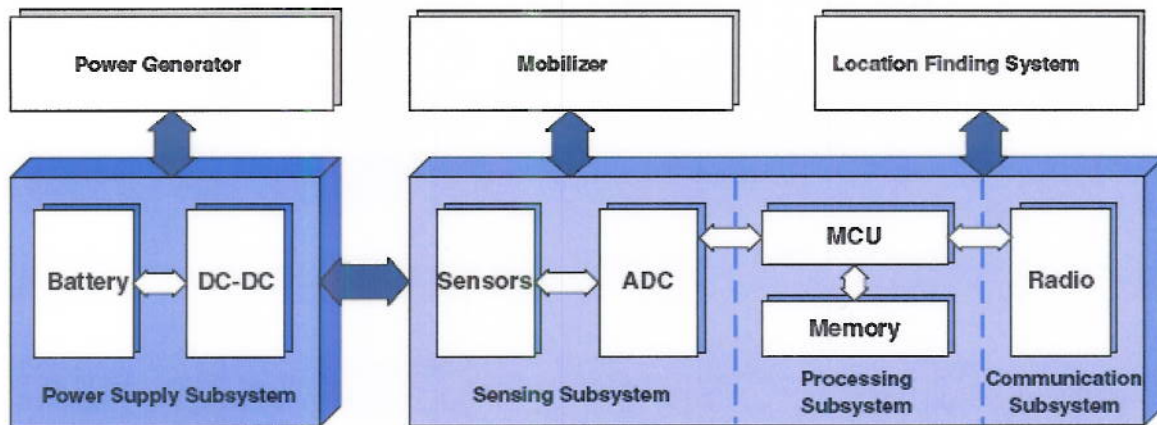 Power Generator
Mobilizer
Location Finding System
Battery
DC-DC
Sensors
ADC
MCU
Memory
Radio
Power Supply Subsystem
Sensing Subsystem
Processing
Subsystem
Communication
Subsystem